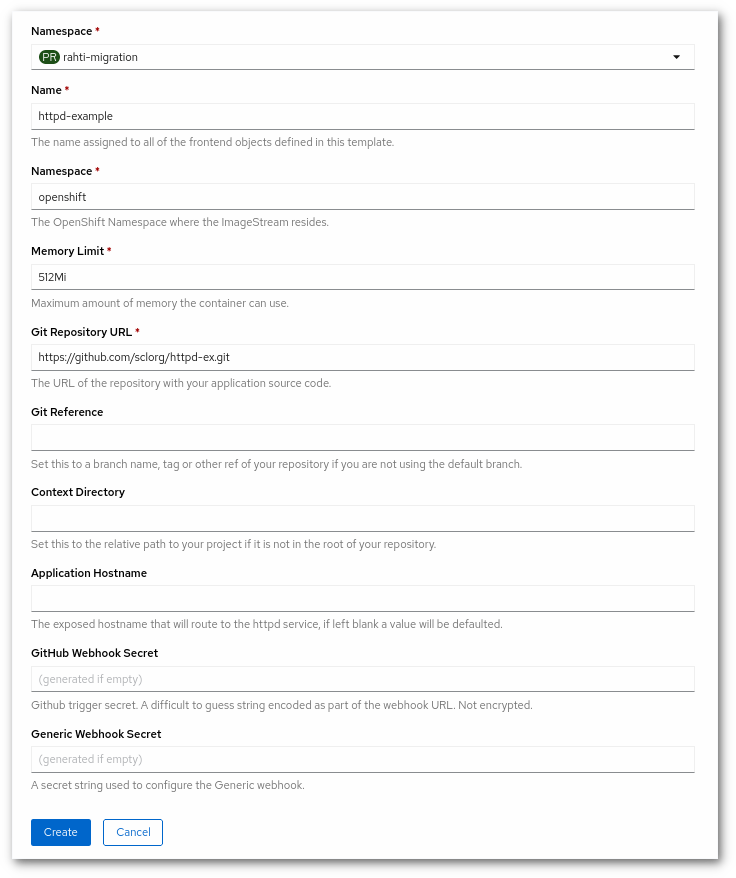 Namespace *
PR rahti-migration
Name *
httpd-example
The name assigned to all of the frontend objects defined in this template.
Namespace *
openshift
The OpenShift Namespace where the ImageStream resides.
Memory Limit *
512Mi
Maximum amount of memory the container can use.
Git Repository URL *
https://github.com/sclorg/httpd-ex.git
The URL of the repository with your application source code.
Git Reference
Set this to a branch name, tag or other ref of your repository if you are not using the default branch.
Context Directory
Set this to the relative path to your project if it is not in the root of your repository.
Application Hostname
The exposed hostname that will route to the httpd service, if left blank a value will be defaulted.
GitHub Webhook Secret
(generated if empty)
Github trigger secret. A difficult to guess string encoded as part of the webhook URL. Not encrypted.
Generic Webhook Secret
(generated if empty)
A secret string used to configure the Generic webhook.
Create Cancel